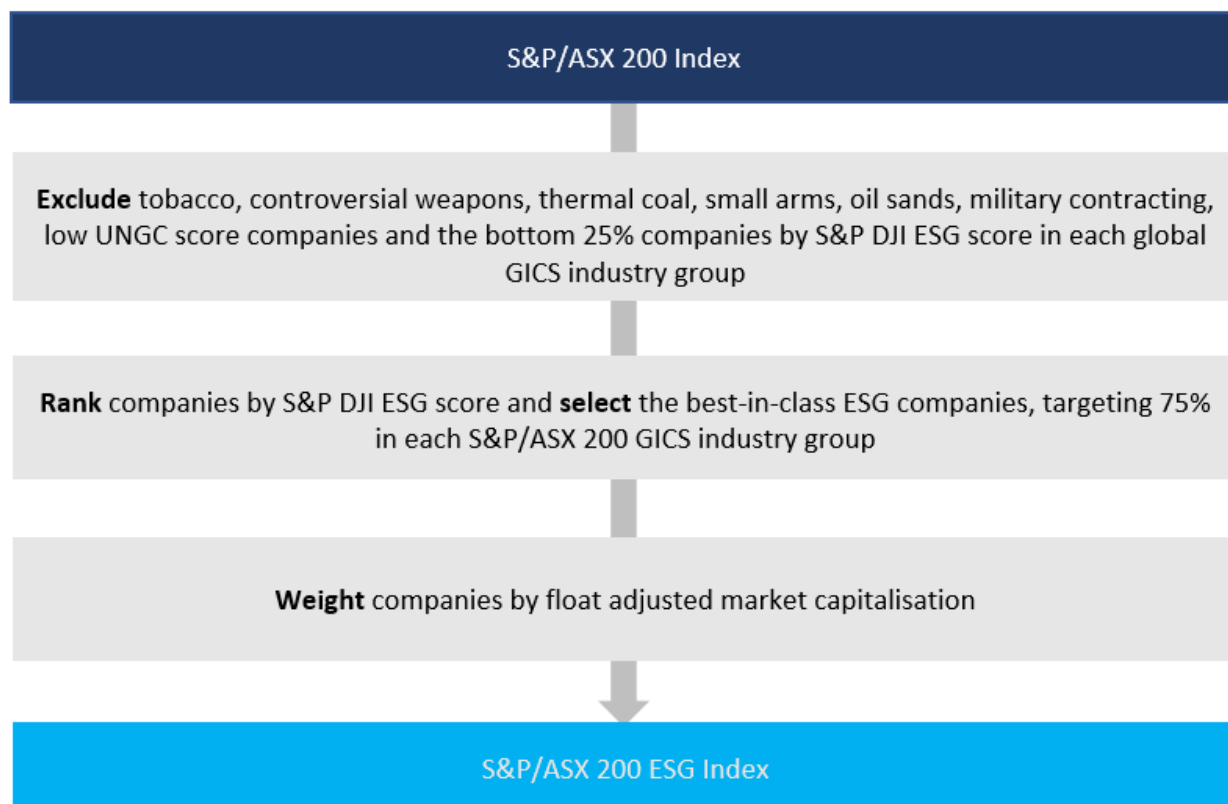 S&P/ASX 200 Index
Exclude tobacco, controversial weapons, thermal coal, small arms, oil sands, military contracting,
low UNGC score companies and the bottom 25% companies by S&P DJI ESG score in each global
GICS industry group
Rank companies by S&P DJI ESG score and select the best-in-class ESG companies, targeting 75%
in each S&P/ASX 200 GICS industry group
Weight companies by float adjusted market capitalisation
S&P/ASX 200 ESG Index